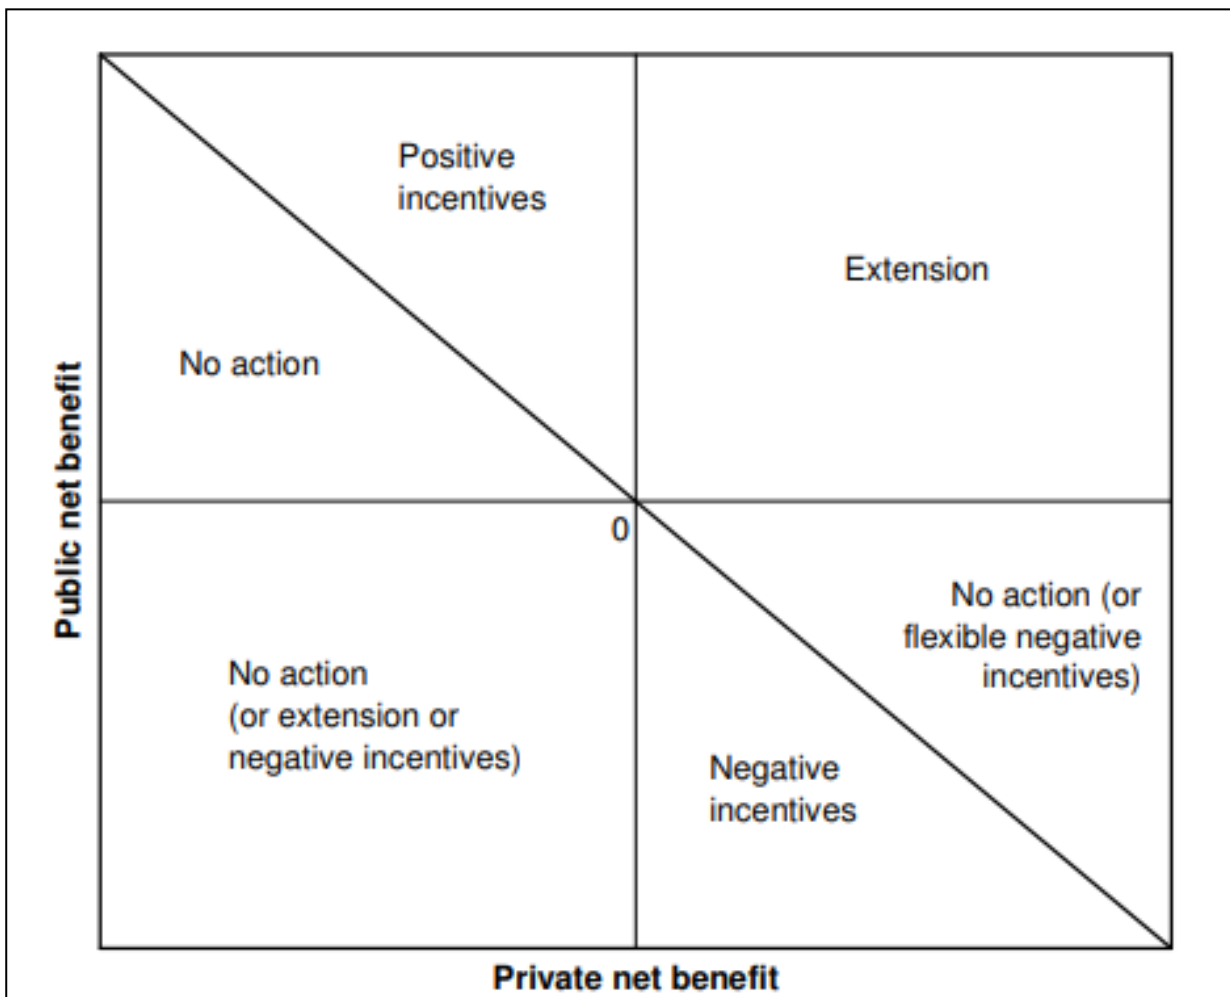 Positive
incentives
Extension
No action
Public net benefit
0
No action (or
flexible negative
incentives)
No action
(or extension or
negative incentives)
Negative
incentives
Private net benefit